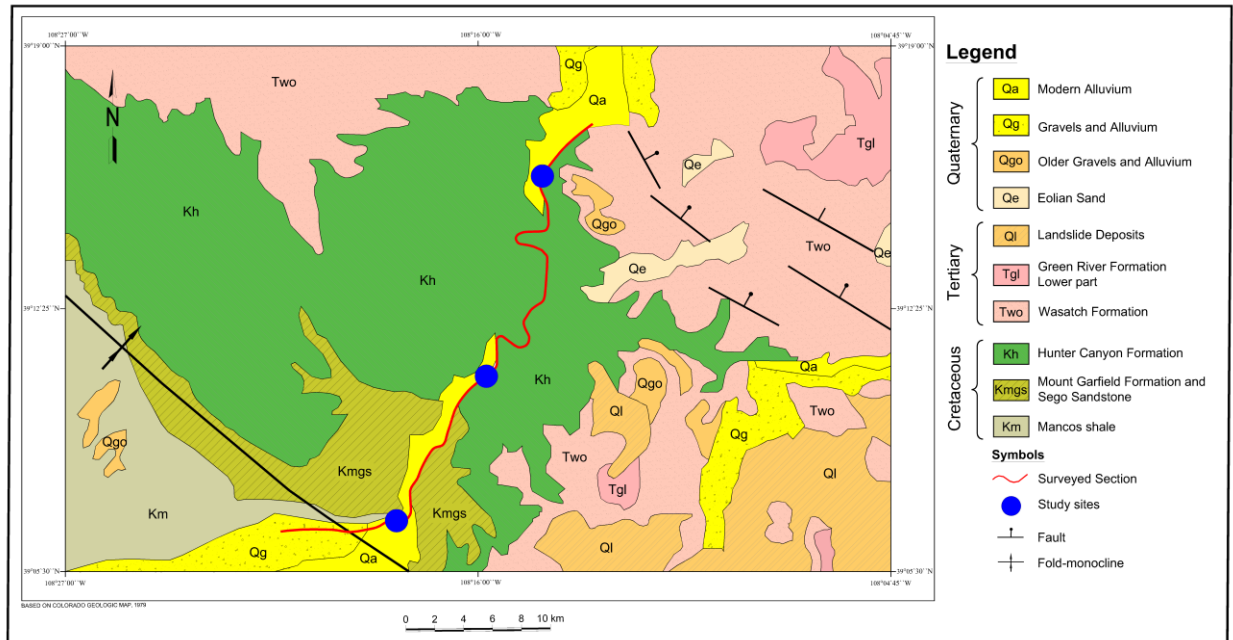 108°27´00´´W
108°16´00´´W
108°04´45´´W
39°19´00´´N
39°19´00´´N
Two
Qg
Qa
Tgl
N
Qe
Kh
Qgo
Two
Qe
Qe
Kh
39°12´25´´N
39°12´25´´N
Kh
Qa
Qgo
Ql
Two
Qgo
Qg
Two
Kmgs
Ql
Tgl
Km
Kmgs
Qg
Qa
Ql
39°05´30´´N
39°05´30´´N
108°27´00´´W
108°16´00´´W
108°04´45´´W
BASED ON COLORADO GEOLOGIC MAP, 1979
0 2 4 6 8 10 km
Legend
Quaternary
Qa Modern Alluvium
Qg Gravels and Alluvium
Qgo Older Gravels and Alluvium
Qe Eolian Sand
Tertiary
Ql Landslide Deposits
Tgl Green River Formation
Lower part
Two Wasatch Formation
Cretaceous
Kh Hunter Canyon Formation
Kmgs Mount Garfield Formation and
Sego Sandstone
Km Mancos shale
Symbols
Surveyed Section
Study sites
Fault
Fold-monocline